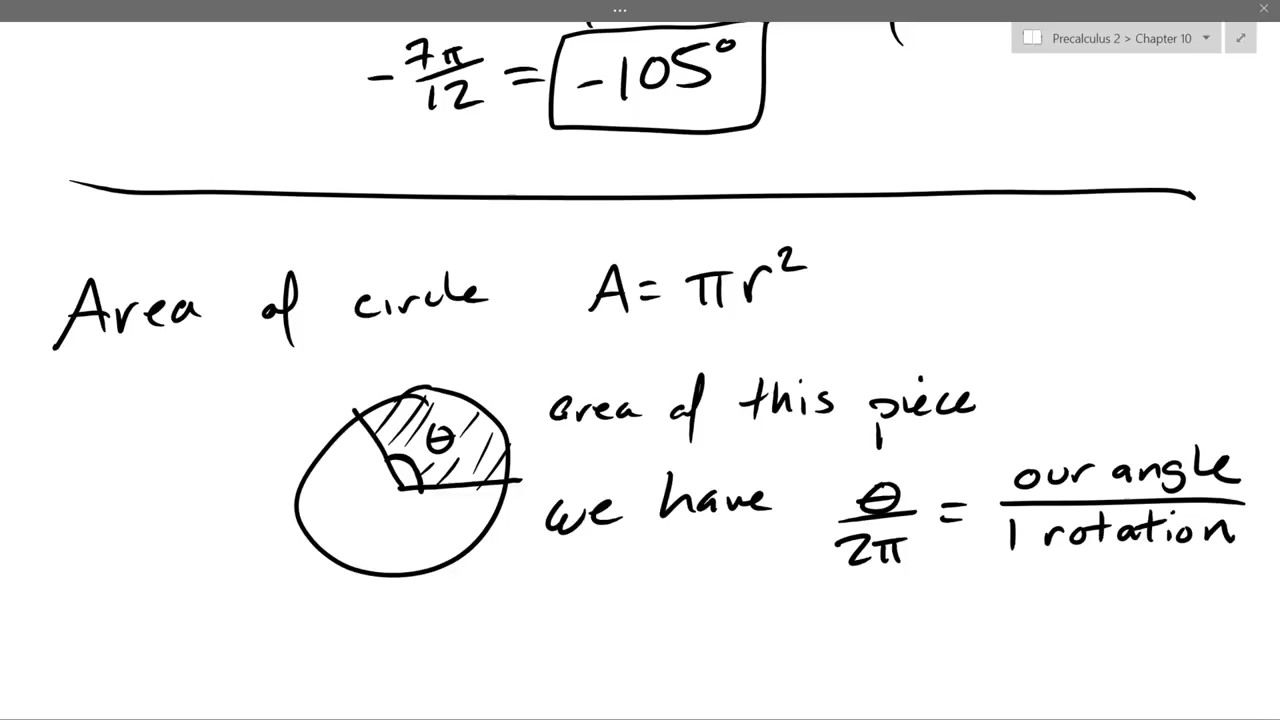 Precalculus 2 > Chapter 10
-7π/12 = -105°
Area of circle A = πr²
θ
area of this piece
we have θ/2π = our angle/1 rotation